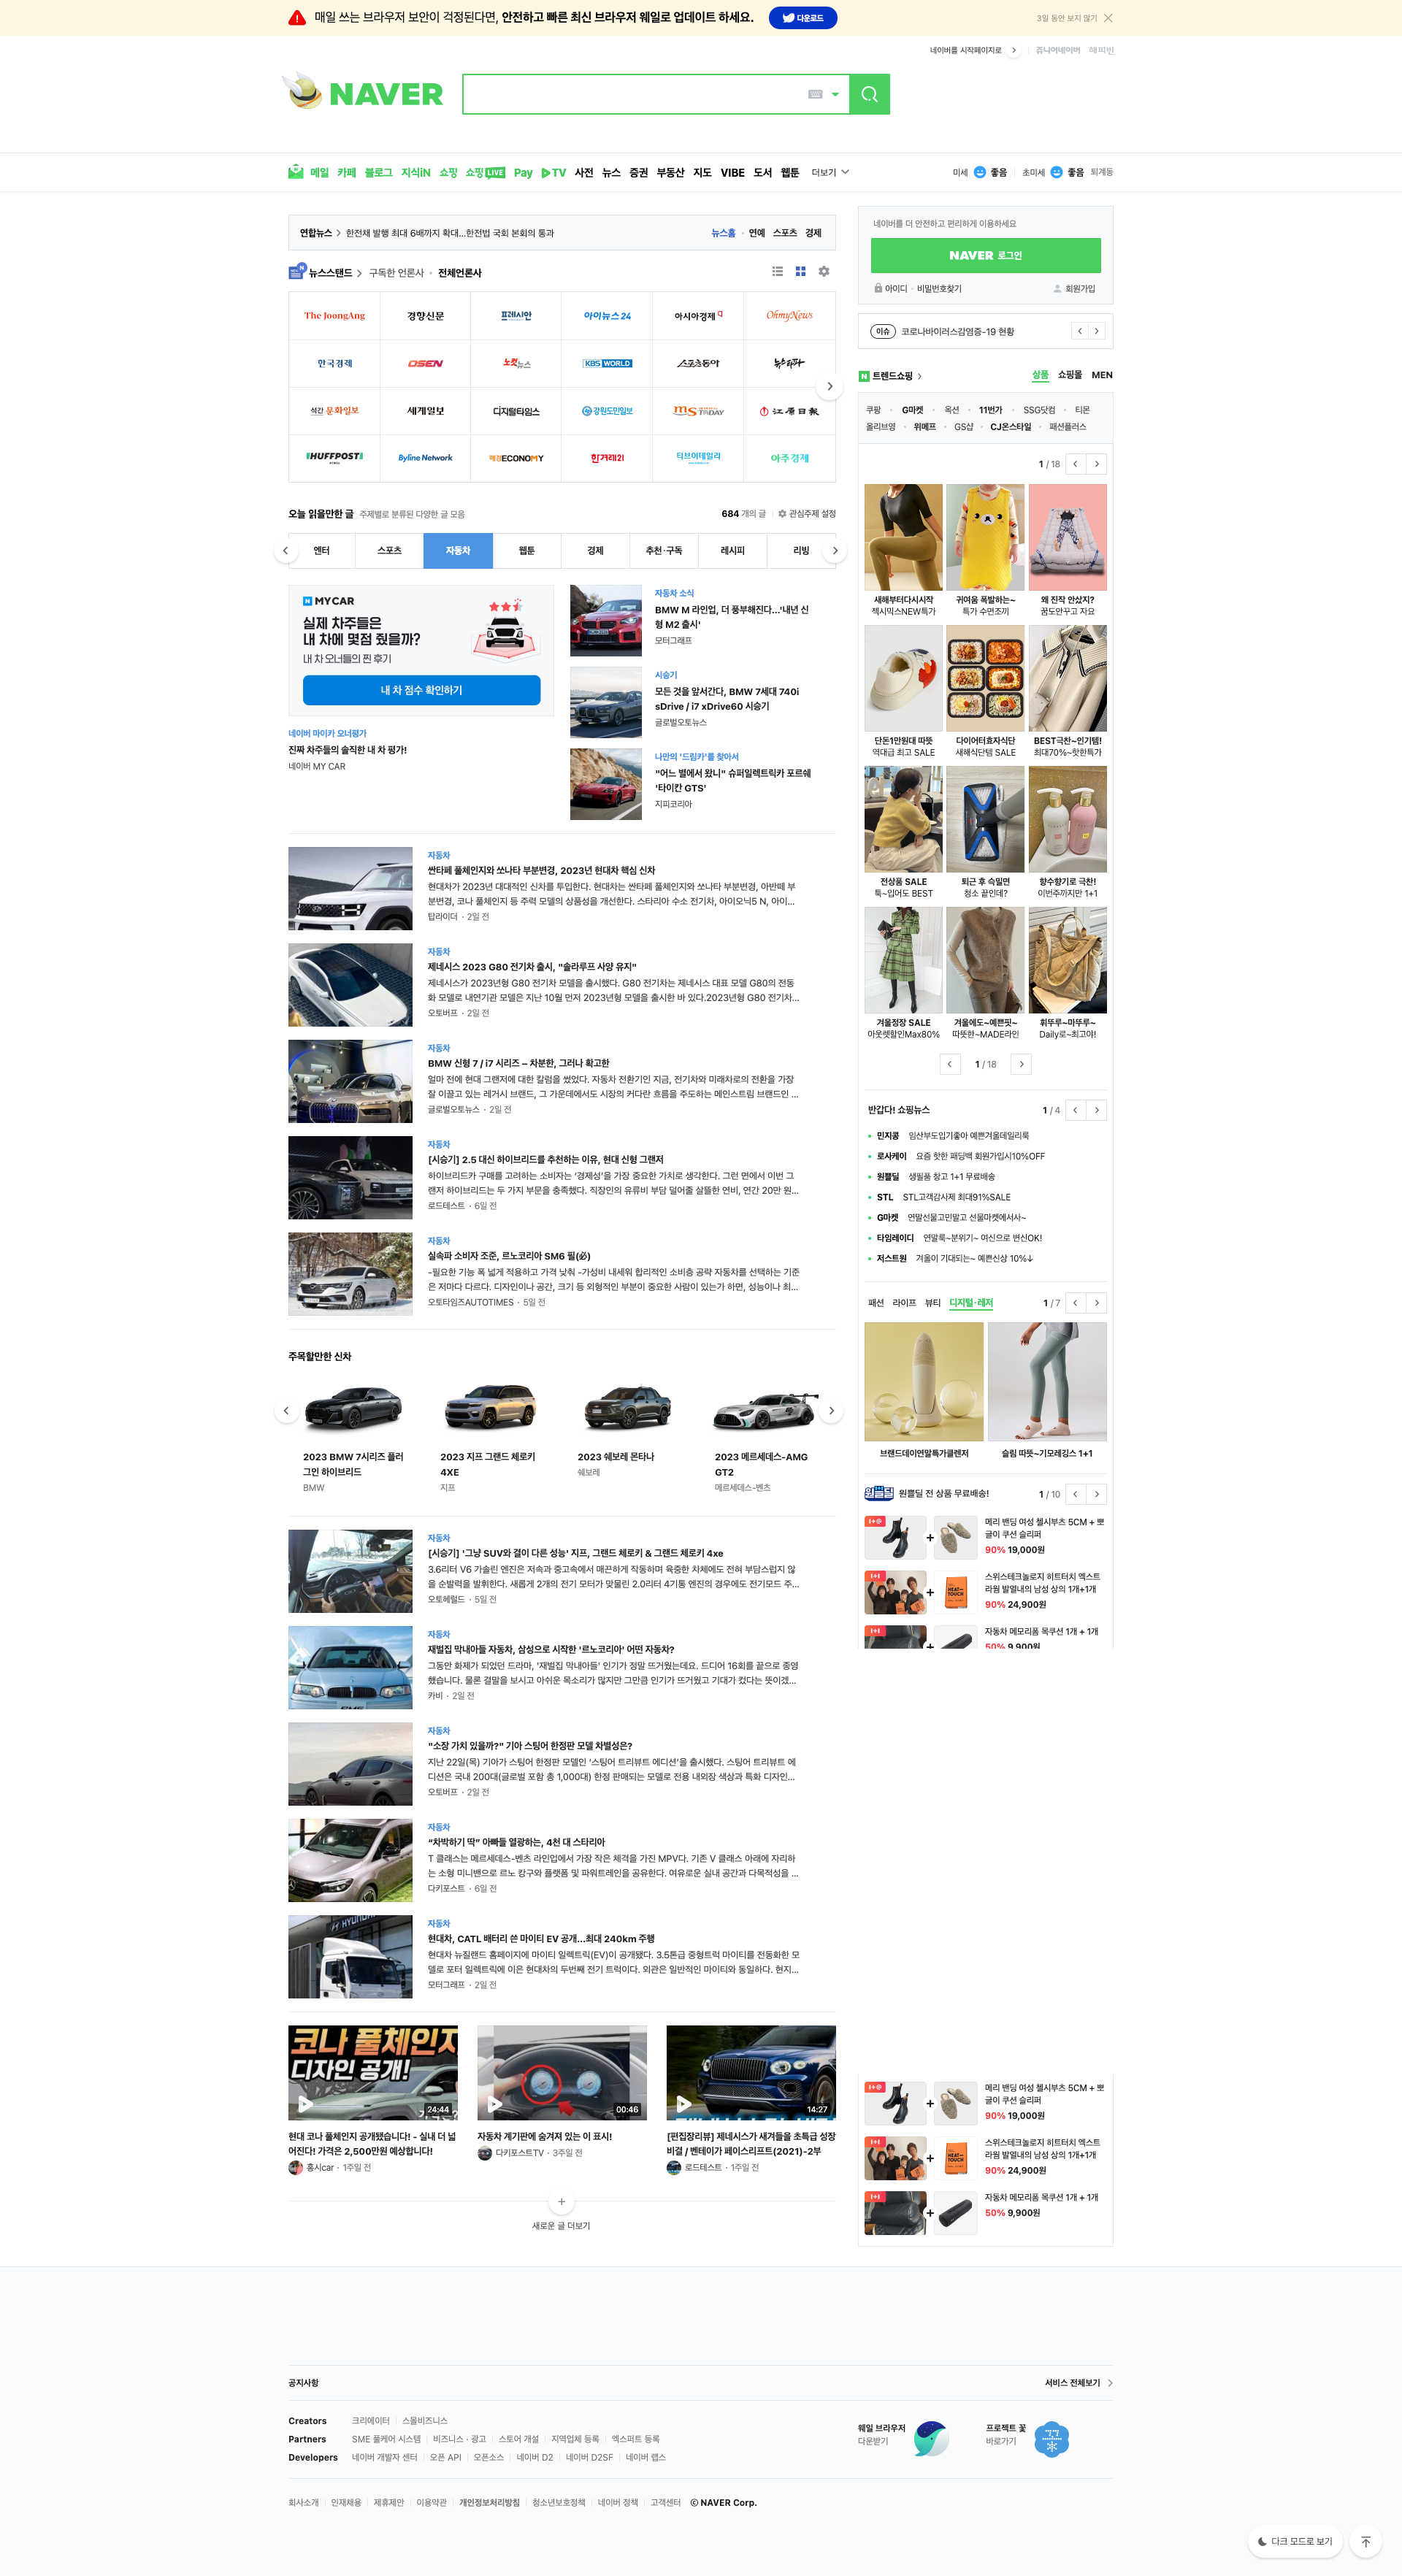 매일 쓰는 브라우저 보안이 걱정된다면, 안전하고 빠른 최신 브라우저 웨일로 업데이트 하세요. 다운로드
3일 동안 보지 않기
네이버를 시작페이지로 쥬니어네이버 해피빈
NAVER
메일 카페 블로그 지식iN 쇼핑 쇼핑LIVE Pay TV 사전 뉴스 증권 부동산 지도 VIBE 도서 웹툰 더보기
미세 좋음 초미세 좋음 퇴계동
연합뉴스 한전채 발행 최대 6배까지 확대…한전법 국회 본회의 통과
뉴스홈 연예 스포츠 경제
뉴스스탠드 구독한 언론사 전체언론사
The JoongAng 경향신문 프레시안 아이뉴스24 아시아경제 OhmyNews
한국경제 OSEN 노컷뉴스 KBS WORLD 스포츠동아 뉴스타파
석간 문화일보 세계일보 디지털타임스 강원도민일보 MS TODAY 江原日報
HUFFPOST Byline Network 매경ECONOMY 한겨레21 티브이데일리 아주경제
오늘 읽을만한 글 주제별로 분류된 다양한 글 모음
684 개의 글 관심주제 설정
엔터 스포츠 자동차 웹툰 경제 추천·구독 레시피 리빙
N MYCAR
실제 차주들은
내 차에 몇점 줬을까?
내 차 오너들의 찐 후기
내 차 점수 확인하기
네이버 마이카 오너평가
진짜 차주들의 솔직한 내 차 평가!
네이버 MY CAR
자동차 소식
BMW M 라인업, 더 풍부해진다...'내년 신
형 M2 출시'
모터그래프
시승기
모든 것을 앞서간다, BMW 7세대 740i
sDrive / i7 xDrive60 시승기
글로벌오토뉴스
나만의 '드림카'를 찾아서
"어느 별에서 왔니" 슈퍼일렉트릭카 포르쉐
'타이칸 GTS'
지피코리아
자동차
싼타페 풀체인지와 쏘나타 부분변경, 2023년 현대차 핵심 신차
현대차가 2023년 대대적인 신차를 투입한다. 현대차는 싼타페 풀체인지와 쏘나타 부분변경, 아반떼 부
분변경, 코나 풀체인지 등 주력 모델의 상품성을 개선한다. 스타리아 수소 전기차, 아이오닉5 N, 아이...
탑라이더 · 2일 전
자동차
제네시스 2023 G80 전기차 출시, "솔라루프 사양 유지"
제네시스가 2023년형 G80 전기차 모델을 출시했다. G80 전기차는 제네시스 대표 모델 G80의 전동
화 모델로 내연기관 모델은 지난 10월 먼저 2023년형 모델을 출시한 바 있다.2023년형 G80 전기차...
오토버프 · 2일 전
자동차
BMW 신형 7 / i7 시리즈 – 차분한, 그러나 확고한
얼마 전에 현대 그랜저에 대한 칼럼을 썼었다. 자동차 전환기인 지금, 전기차와 미래차로의 전환을 가장
잘 이끌고 있는 레거시 브랜드, 그 가운데에서도 시장의 커다란 흐름을 주도하는 메인스트림 브랜드인 ...
글로벌오토뉴스 · 2일 전
자동차
[시승기] 2.5 대신 하이브리드를 추천하는 이유, 현대 신형 그랜저
하이브리드카 구매를 고려하는 소비자는 '경제성'을 가장 중요한 가치로 생각한다. 그런 면에서 이번 그
랜저 하이브리드는 두 가지 부문을 충족했다. 직장인의 유류비 부담 덜어줄 살뜰한 연비, 연간 20만 원...
로드테스트 · 6일 전
자동차
실속파 소비자 조준, 르노코리아 SM6 필(必)
-필요한 기능 폭 넓게 적용하고 가격 낮춰 -가성비 내세워 합리적인 소비층 공략 자동차를 선택하는 기준
은 저마다 다르다. 디자인이나 공간, 크기 등 외형적인 부분이 중요한 사람이 있는가 하면, 성능이나 최...
오토타임즈AUTOTIMES · 5일 전
주목할만한 신차
2023 BMW 7시리즈 플러
그인 하이브리드
BMW
2023 지프 그랜드 체로키
4XE
지프
2023 쉐보레 몬타나
쉐보레
2023 메르세데스-AMG
GT2
메르세데스-벤츠
자동차
[시승기] '그냥 SUV와 결이 다른 성능' 지프, 그랜드 체로키 & 그랜드 체로키 4xe
3.6리터 V6 가솔린 엔진은 저속과 중고속에서 매끈하게 작동하며 육중한 차체에도 전혀 부담스럽지 않
을 순발력을 발휘한다. 새롭게 2개의 전기 모터가 맞물린 2.0리터 4기통 엔진의 경우에도 전기모드 주...
오토헤럴드 · 5일 전
자동차
재벌집 막내아들 자동차, 삼성으로 시작한 '르노코리아' 어떤 자동차?
그동안 화제가 되었던 드라마, '재벌집 막내아들' 인기가 정말 뜨거웠는데요. 드디어 16회를 끝으로 종영
했습니다. 물론 결말을 보시고 아쉬운 목소리가 많지만 그만큼 인기가 뜨거웠고 기대가 컸다는 뜻이겠...
카비 · 2일 전
자동차
"소장 가치 있을까?" 기아 스팅어 한정판 모델 차별성은?
지난 22일(목) 기아가 스팅어 한정판 모델인 '스팅어 트리뷰트 에디션'을 출시했다. 스팅어 트리뷰트 에
디션은 국내 200대(글로벌 포함 총 1,000대) 한정 판매되는 모델로 전용 내외장 색상과 특화 디자인...
오토버프 · 2일 전
자동차
“차박하기 딱” 아빠들 열광하는, 4천 대 스타리아
T 클래스는 메르세데스-벤츠 라인업에서 가장 작은 체격을 가진 MPV다. 기존 V 클래스 아래에 자리하
는 소형 미니밴으로 르노 캉구와 플랫폼 및 파워트레인을 공유한다. 여유로운 실내 공간과 다목적성을 ...
다키포스트 · 6일 전
자동차
현대차, CATL 배터리 쓴 마이티 EV 공개...최대 240km 주행
현대차 뉴질랜드 홈페이지에 마이티 일렉트릭(EV)이 공개됐다. 3.5톤급 중형트럭 마이티를 전동화한 모
델로 포터 일렉트릭에 이은 현대차의 두번째 전기 트럭이다. 외관은 일반적인 마이티와 동일하다. 현지...
모터그래프 · 2일 전
코나 풀체인지
디자인 공개!
24:44
00:46
14:27
현대 코나 풀체인지 공개됐습니다! - 실내 더 넓
어진다! 가격은 2,500만원 예상합니다!
홍시car · 1주일 전
자동차 계기판에 숨겨져 있는 이 표시!
다키포스트TV · 3주일 전
[편집장리뷰] 제네시스가 새겨들을 초특급 성장
비결 / 벤테이가 페이스리프트(2021)-2부
로드테스트 · 1주일 전
새로운 글 더보기
네이버를 더 안전하고 편리하게 이용하세요
NAVER 로그인
아이디 · 비밀번호찾기 회원가입
이슈 코로나바이러스감염증-19 현황
트렌드쇼핑 상품 쇼핑몰 MEN
쿠팡 G마켓 옥션 11번가 SSG닷컴 티몬
올리브영 위메프 GS샵 CJ온스타일 패션플러스
1 / 18
새해부터다시시작 귀여움 폭발하는~ 왜 진작 안샀지?
젝시믹스NEW특가 특가 수면조끼 꿈도안꾸고 자요
단돈1만원대 따뜻 다이어터효자식단 BEST극찬~인기템!
역대급 최고 SALE 새해식단템 SALE 최대70%~핫한특가
전상품 SALE 퇴근 후 슥밀면 향수향기로 극찬!
툭~입어도 BEST 청소 끝인데? 이번주까지만 1+1
겨울정장 SALE 겨울에도~예쁜핏~ 휘뚜루~마뚜루~
아웃렛할인Max80% 따뜻한~MADE라인 Daily로~최고야!
1 / 18
반갑다! 쇼핑뉴스 1 / 4
민지콩 임산부도입기좋아 예쁜겨울데일리룩
로사케이 요즘 핫한 패딩백 회원가입시10%OFF
원쁠딜 생필품 창고 1+1 무료배송
STL STL고객감사제 최대91%SALE
G마켓 연말선물고민말고 선물마켓에서사~
타임레이디 연말룩~분위기~ 여신으로 변신OK!
저스트원 겨울이 기대되는~ 예쁜신상 10%↓
패션 라이프 뷰티 디지털·레저 1 / 7
브랜드데이연말특가클렌저 슬림 따뜻~기모레깅스 1+1
원쁠딜 원쁠딜 전 상품 무료배송! 1 / 10
메리 밴딩 여성 첼시부츠 5CM + 뽀
글이 쿠션 슬리퍼
90% 19,000원
스위스테크놀로지 히트터치 엑스트
라웜 발열내의 남성 상의 1개+1개
90% 24,900원
자동차 메모리폼 목쿠션 1개 + 1개
50% 9,900원
메리 밴딩 여성 첼시부츠 5CM + 뽀
글이 쿠션 슬리퍼
90% 19,000원
스위스테크놀로지 히트터치 엑스트
라웜 발열내의 남성 상의 1개+1개
90% 24,900원
자동차 메모리폼 목쿠션 1개 + 1개
50% 9,900원
공지사항 서비스 전체보기
Creators 크리에이터 스몰비즈니스
Partners SME 풀케어 시스템 비즈니스 · 광고 스토어 개설 지역업체 등록 엑스퍼트 등록
Developers 네이버 개발자 센터 오픈 API 오픈소스 네이버 D2 네이버 D2SF 네이버 랩스
웨일 브라우저
다운받기
프로젝트 꽃
바로가기
회사소개 인재채용 제휴제안 이용약관 개인정보처리방침 청소년보호정책 네이버 정책 고객센터 ⓒ NAVER Corp.
다크 모드로 보기